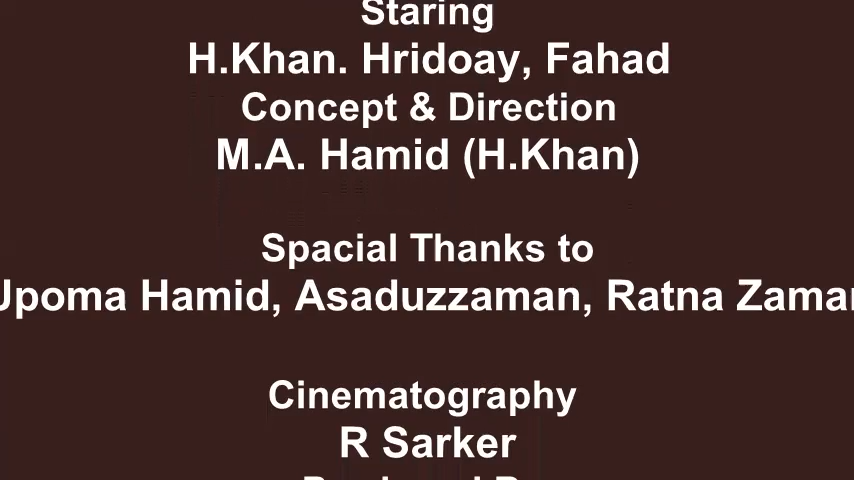 Staring
H.Khan. Hridoay, Fahad
Concept & Direction
M.A. Hamid (H.Khan)
Spacial Thanks to
Upoma Hamid, Asaduzzaman, Ratna Zaman
Cinematography
R Sarker